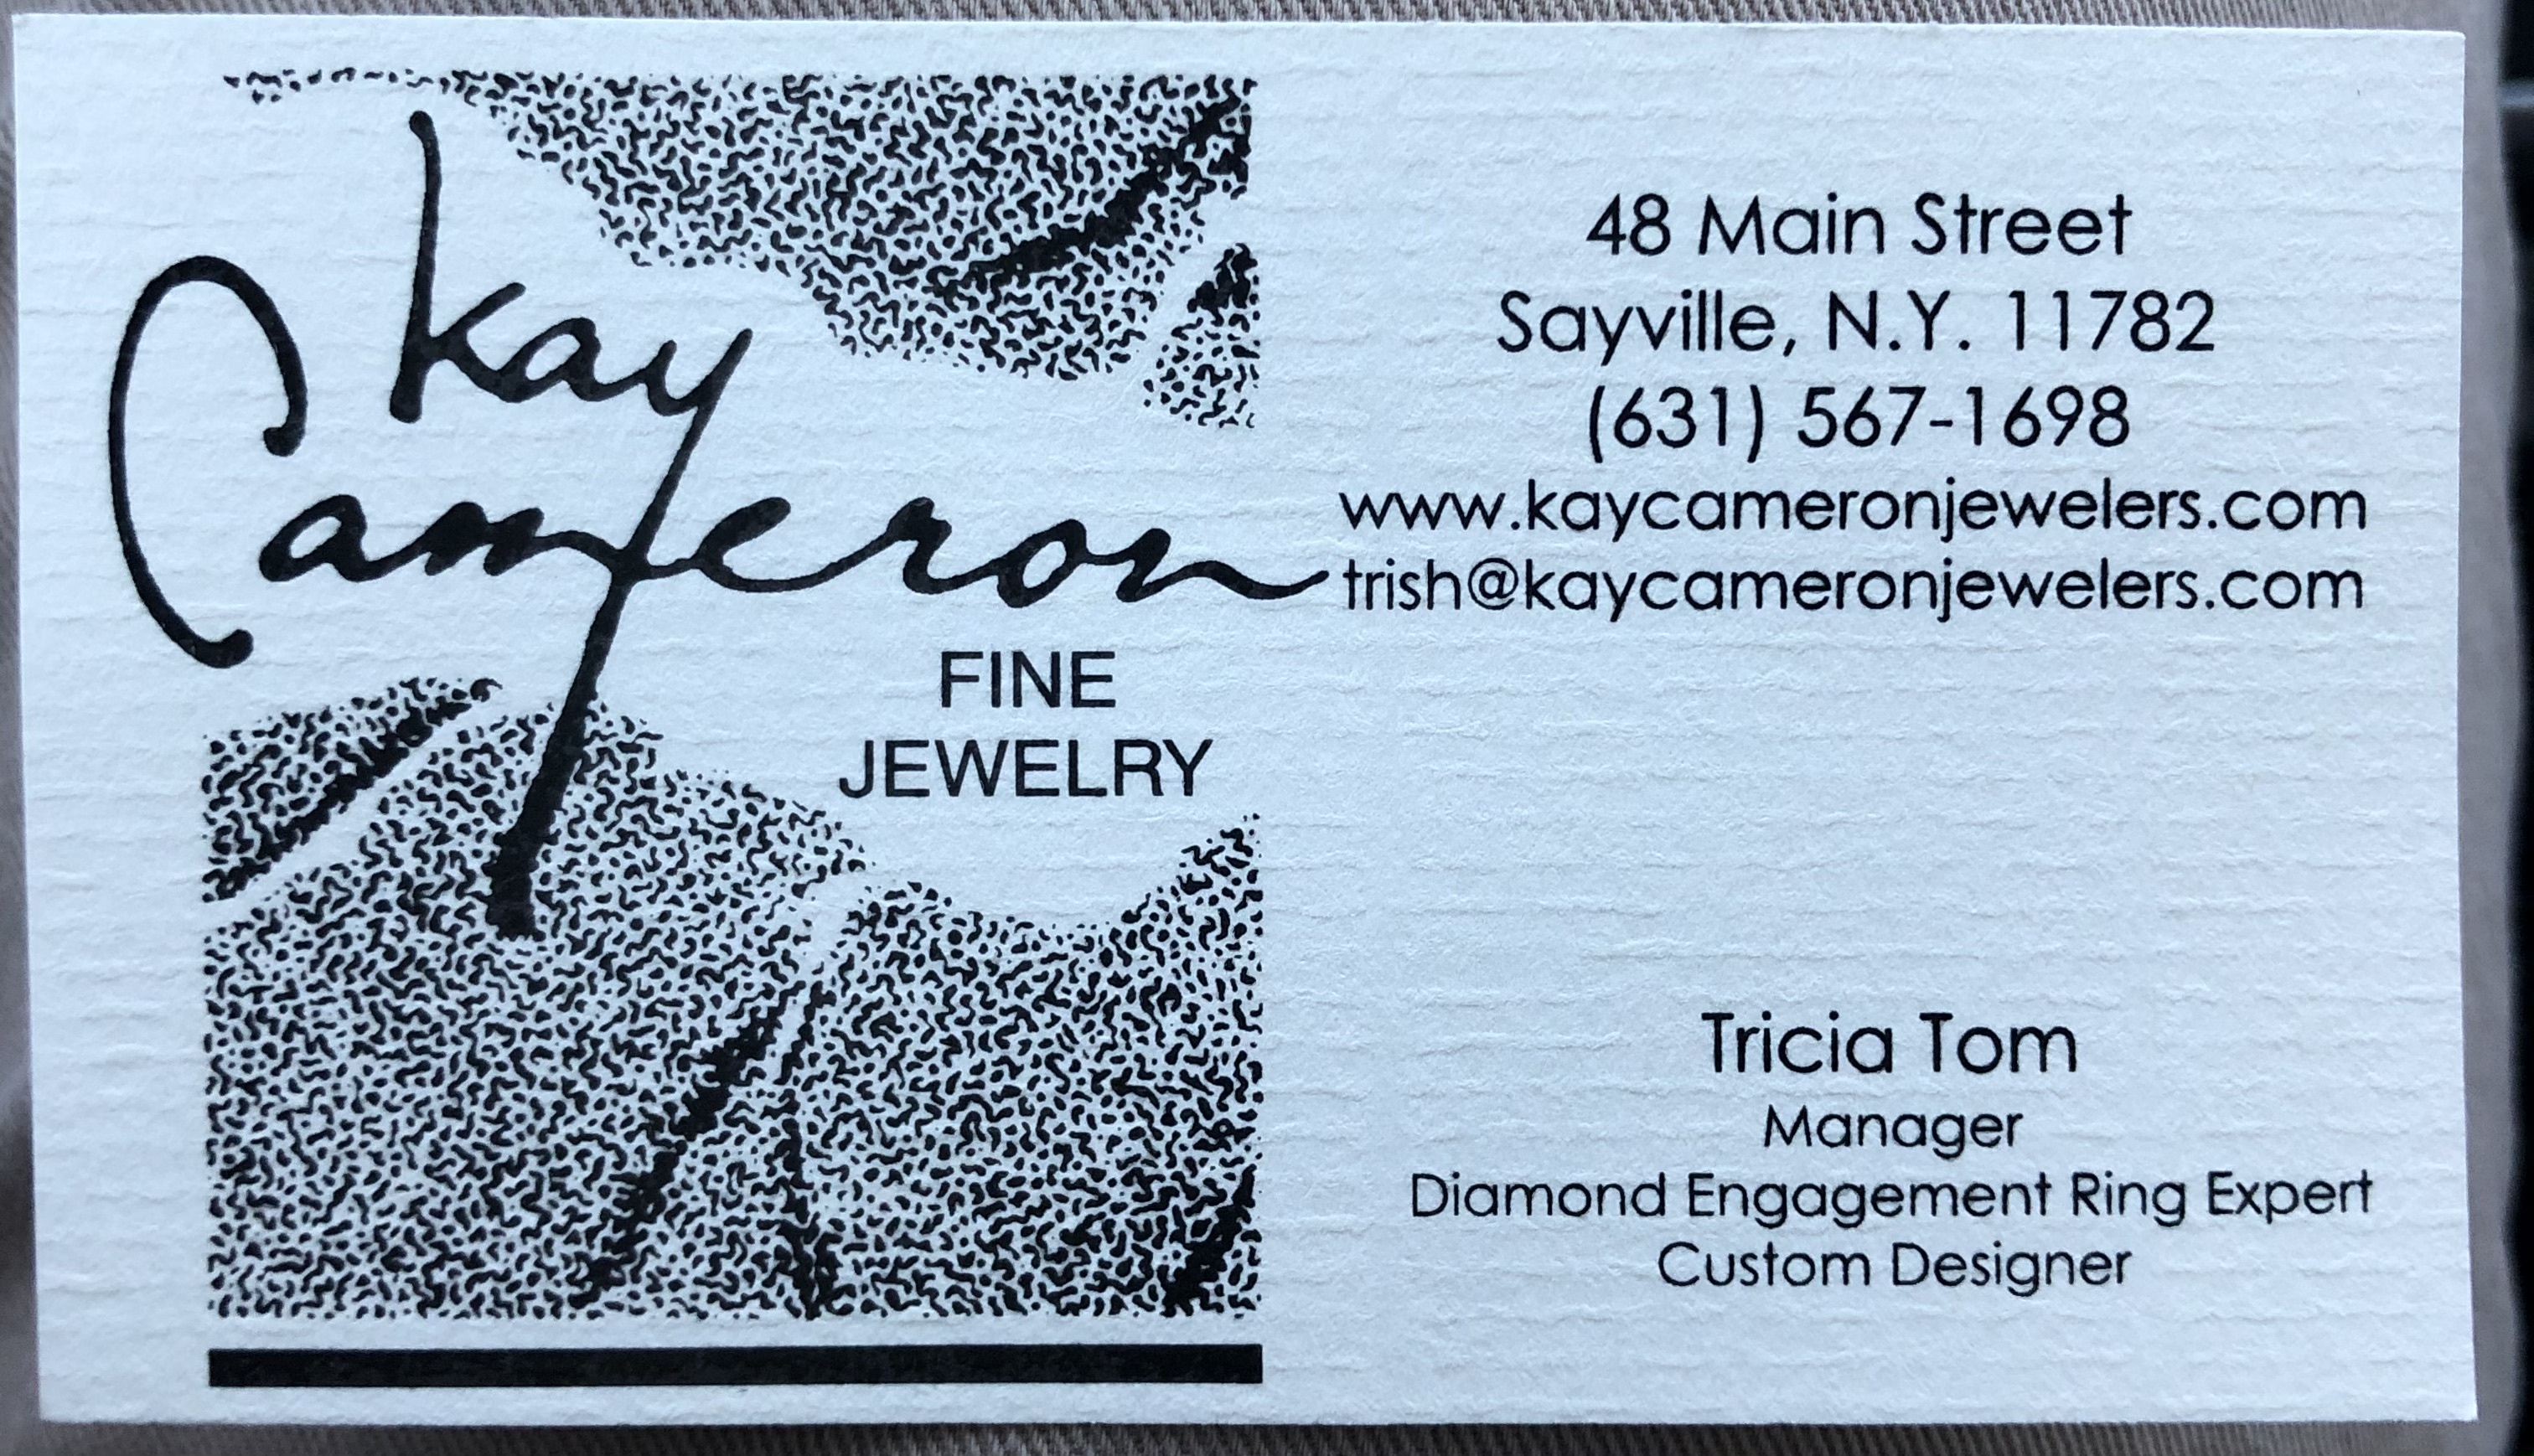 Kay
Cameron
FINE
JEWELRY
48 Main Street
Sayville, N.Y. 11782
(631) 567-1698
www.kaycameronjewelers.com
trish@kaycameronjewelers.com
Tricia Tom
Manager
Diamond Engagement Ring Expert
Custom Designer